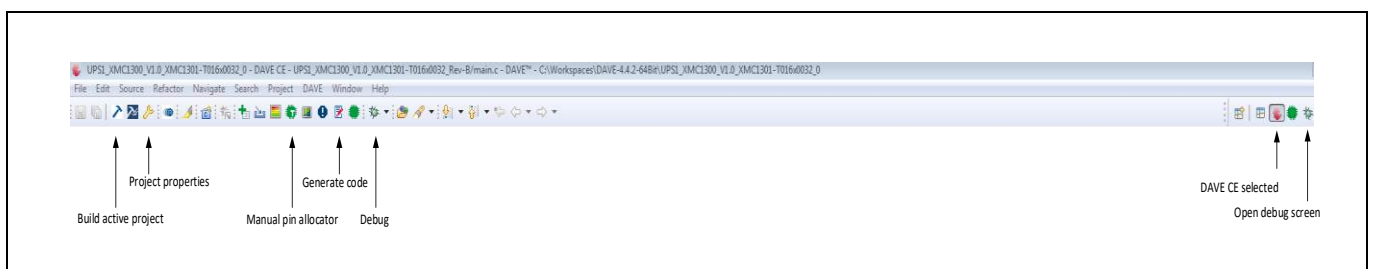 UPS1_XMC1300_V1.0_XMC1301-T016x0032_0 - DAVE CE - UPS1_XMC1300_V1.0_XMC1301-T016x0032_Rev-B/main.c - DAVE™ - C:\Workspaces\DAVE-4.4.2-64Bit\UPS1_XMC1300_V1.0_XMC1301-T016x0032_0
File Edit Source Refactor Navigate Search Project DAVE Window Help
Project properties
Generate code
DAVE CE selected
Build active project
Manual pin allocator
Debug
Open debug screen